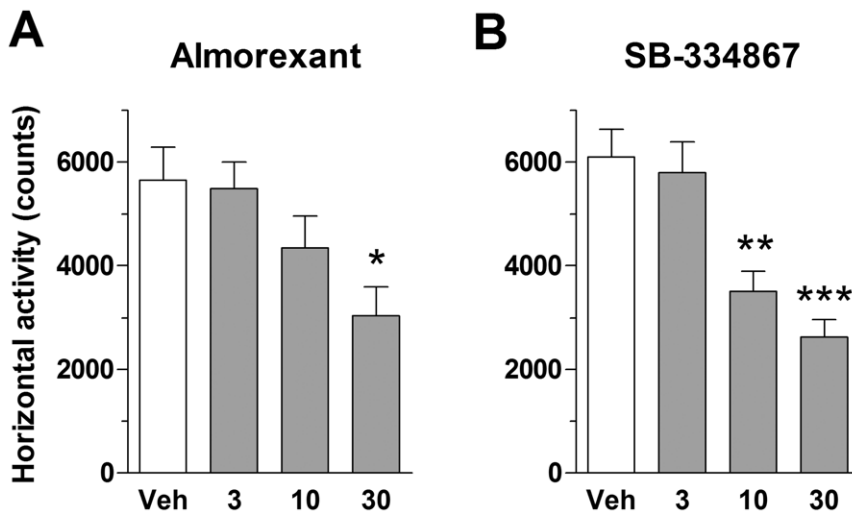 A
Almorexant
Horizontal activity (counts)
6000
4000
2000
0
*
Veh 3 10 30
B
SB-334867
6000
4000
2000
0
**
***
Veh 3 10 30